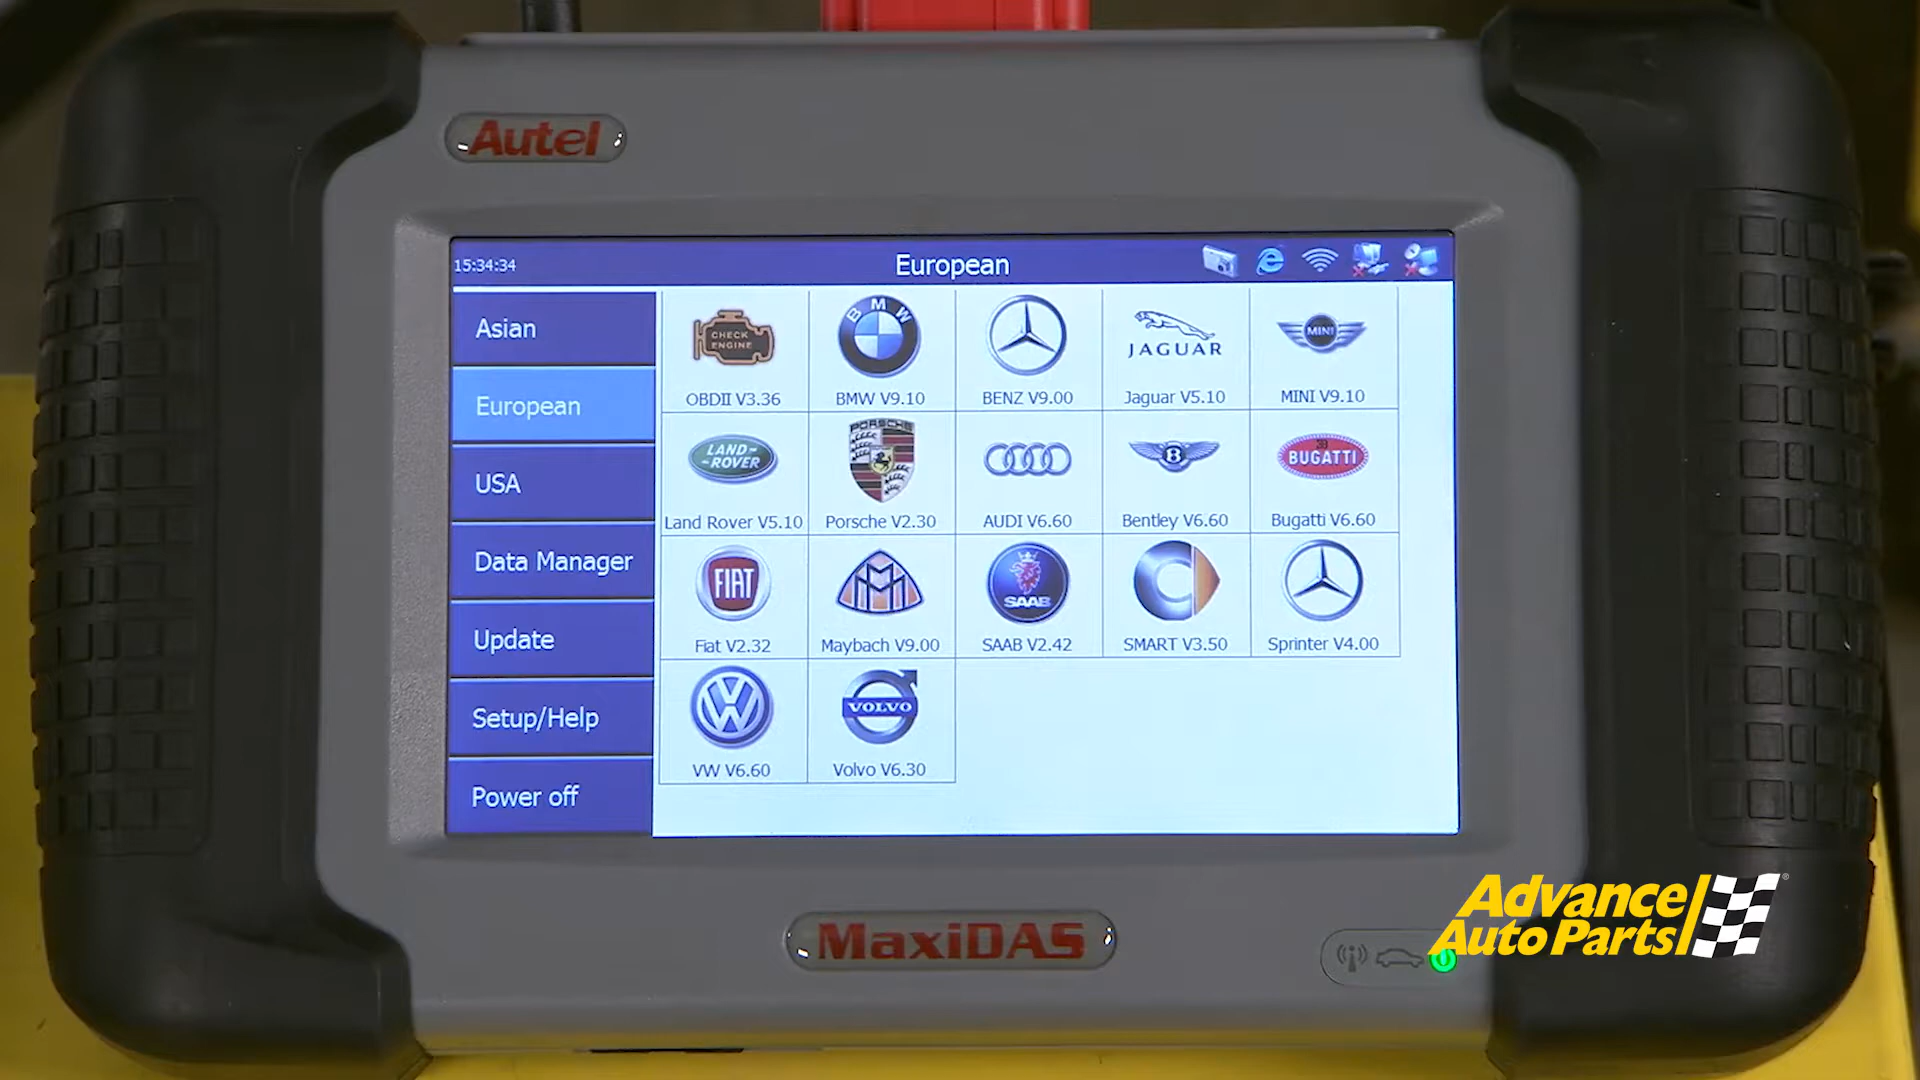 Autel
15:34:34
European
Asian
European
USA
Data Manager
Update
Setup/Help
Power off
CHECK
ENGINE
OBDII V3.36
BMW
BMW V9.10
BENZ V9.00
JAGUAR
Jaguar V5.10
MINI
MINI V9.10
LAND-
-ROVER
Land Rover V5.10
PORSCHE
Porsche V2.30
AUDI V6.60
B
Bentley V6.60
BUGATTI
Bugatti V6.60
FIAT
Fiat V2.32
Maybach V9.00
SAAB
SAAB V2.42
SMART V3.50
Sprinter V4.00
VW V6.60
VOLVO
Volvo V6.30
MaxiDAS
Advance
Auto Parts